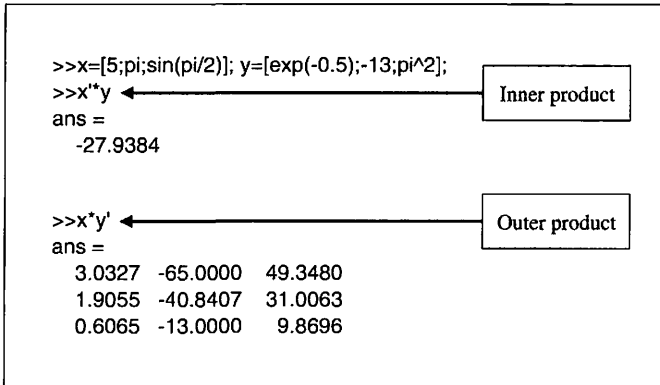 >>x=[5;pi;sin(pi/2)]; y=[exp(-0.5);-13;pi^2];
>>x'*y
Inner product
ans =
-27.9384
>>x*y'
Outer product
ans =
3.0327 -65.0000 49.3480
1.9055 -40.8407 31.0063
0.6065 -13.0000 9.8696